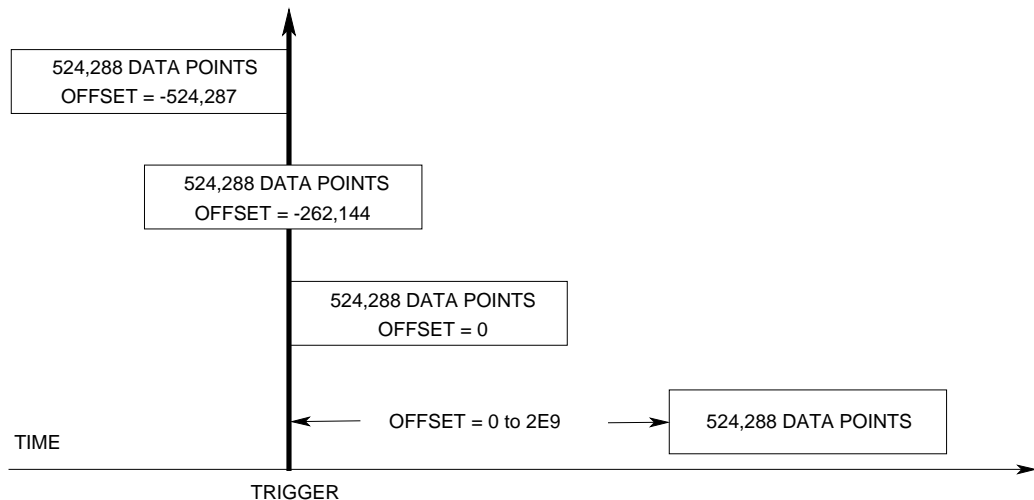 524,288 DATA POINTS
OFFSET = -524,287
524,288 DATA POINTS
OFFSET = -262,144
524,288 DATA POINTS
OFFSET = 0
OFFSET = 0 to 2E9
524,288 DATA POINTS
TIME
TRIGGER